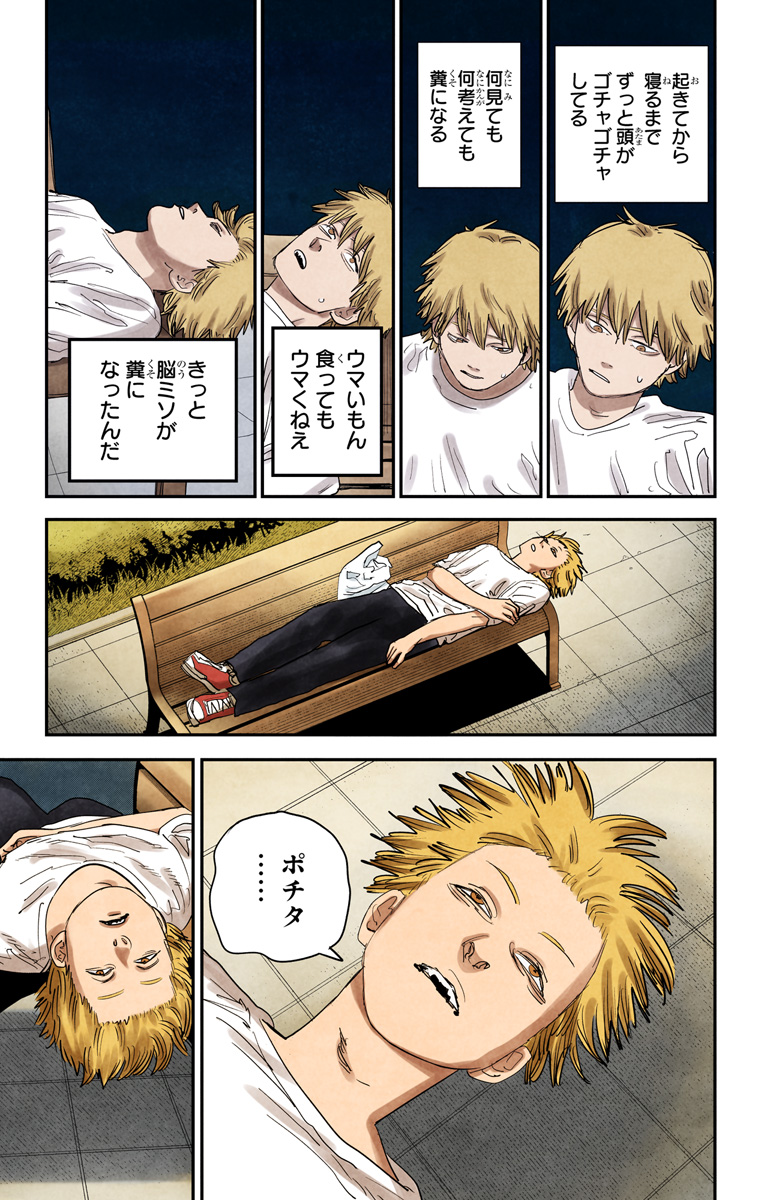 起きてから
寝るまで
ずっと頭が
ゴチャゴチャ
してる
何見ても
何考えても
糞になる
ウマいもん
食っても
ウマくねえ
きっと
脳ミソが
糞に
なったんだ
ポチタ
……